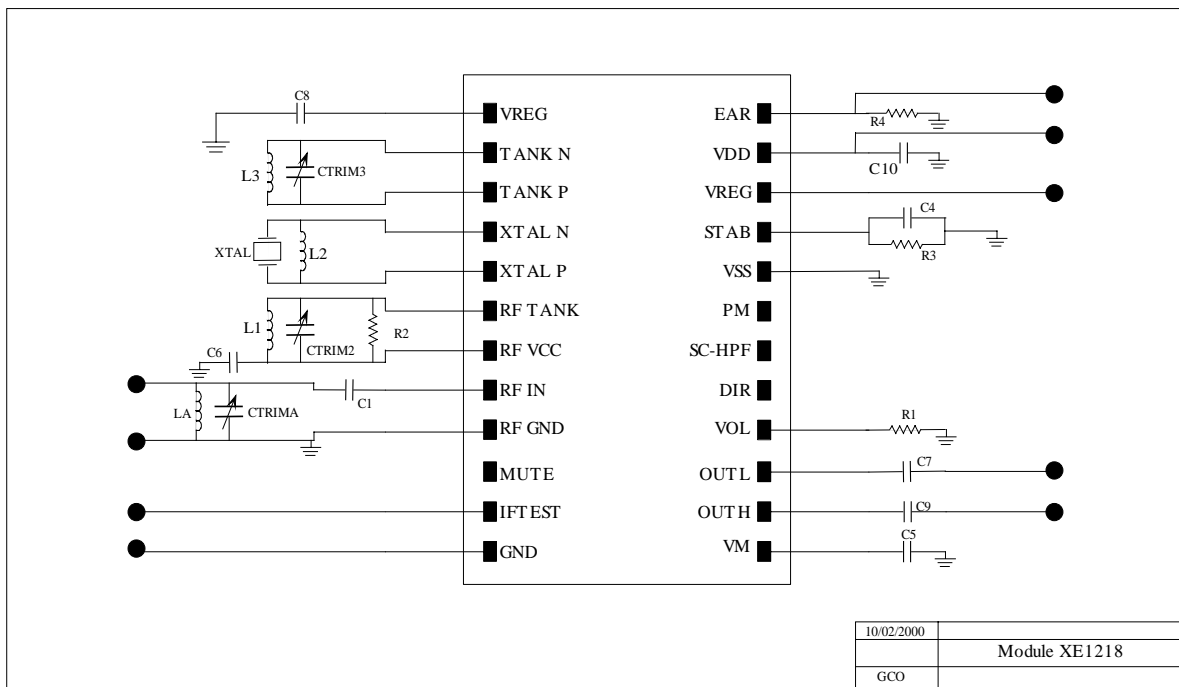 C8
VREG
TANK N
L3
CTRIM3
TANK P
XTAL N
XTAL
L2
XTAL P
RF TANK
L1
CTRIM2
R2
C6
RF VCC
RF IN
C1
LA
CTRIMA
RF GND
MUTE
IFTEST
GND
EAR
R4
VDD
C10
VREG
C4
STAB
R3
VSS
PM
SC-HPF
DIR
R1
VOL
C7
OUTL
OUTH
C9
C5
VM
10/02/2000
Module XE1218
GCO